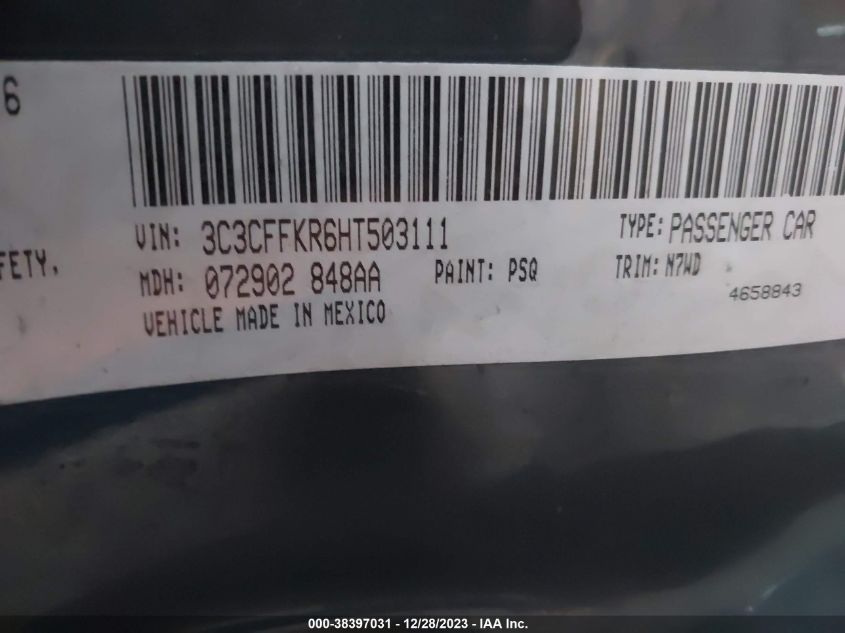 6
VIN: 3C3CFFKR6HT503111
TYPE: PASSENGER CAR
FETY.
MDH: 072902 848AA
PAINT: PSQ
TRIM: N7WD
4658843
VEHICLE MADE IN MEXICO
000-38397031 - 12/28/2023 - IAA Inc.